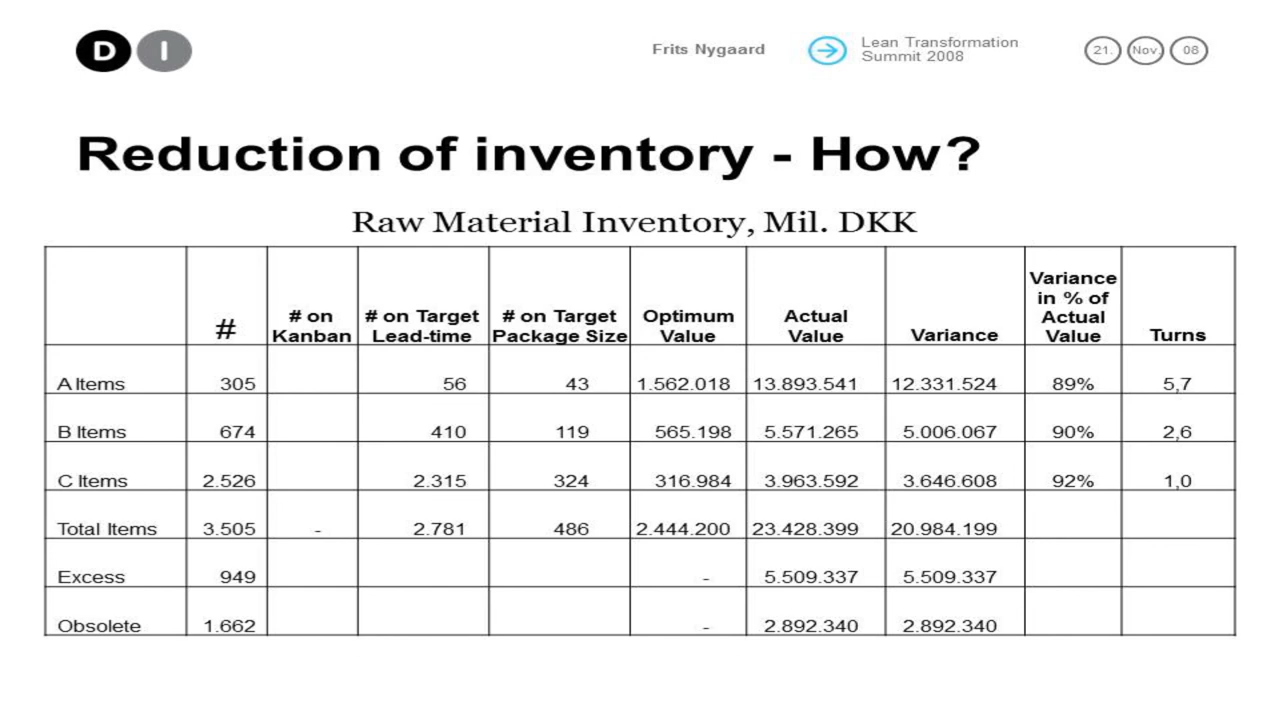 D I
Frits Nygaard
Lean Transformation
Summit 2008
21. Nov. 08
Reduction of inventory - How?
Raw Material Inventory, Mil. DKK
# # on Kanban # on Target Lead-time # on Target Package Size Optimum Value Actual Value Variance Variance in % of Actual Value Turns
A Items 305 56 43 1.562.018 13.893.541 12.331.524 89% 5,7
B Items 674 410 119 565.198 5.571.265 5.006.067 90% 2,6
C Items 2.526 2.315 324 316.984 3.963.592 3.646.608 92% 1,0
Total Items 3.505 - 2.781 486 2.444.200 23.428.399 20.984.199
Excess 949 - 5.509.337 5.509.337
Obsolete 1.662 - 2.892.340 2.892.340